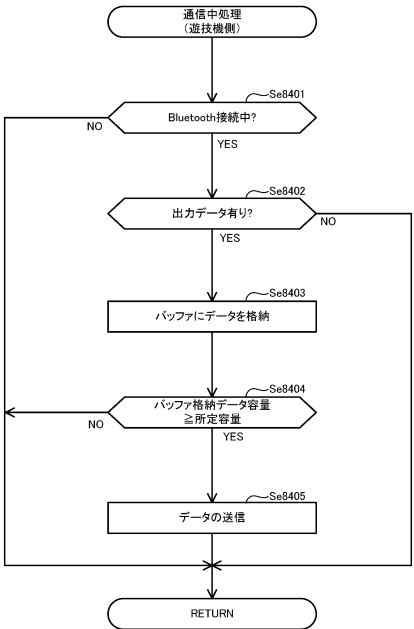 通信中処理
(遊技機側)
Se8401
Bluetooth接続中?
NO
YES
Se8402
出力データ有り?
NO
YES
Se8403
バッファにデータを格納
Se8404
バッファ格納データ容量
≧所定容量
NO
YES
Se8405
データの送信
RETURN